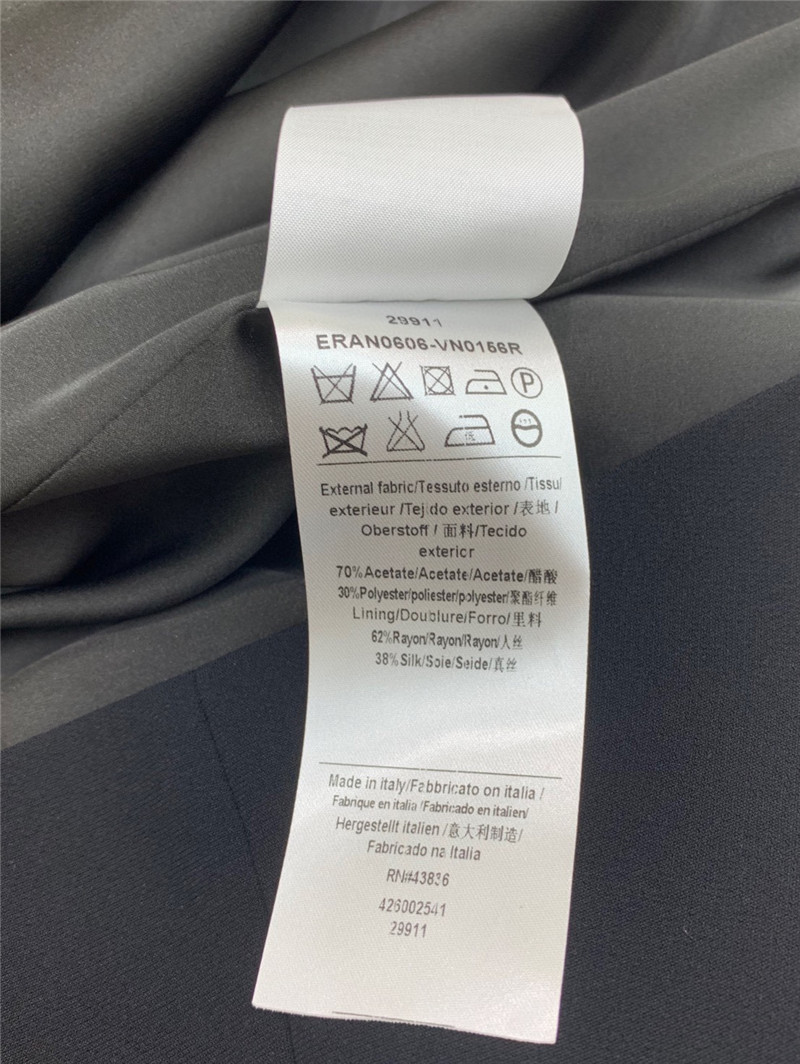 29911
ERAN0606-VN0156R
P
低
External fabric/Tessuto esterno /Tissu/
exterieur /Tejido exterior /表地 /
Oberstoff / 面料/Tecido
exterior
70%Acetate/Acetate/Acetate/醋酸
30%Polyester/poliester/polyester/聚酯纤维
Lining/Doublure/Forro/里料
62%Rayon/Rayon/Rayon/人丝
38%Silk/Soie/Seide/真丝
Made in italy/Fabbricato on italia /
Fabrique en italia /Fabricado en italien/
Hergestellt italien /意大利制造/
Fabricado na Italia
RN#43836
426002541
29911